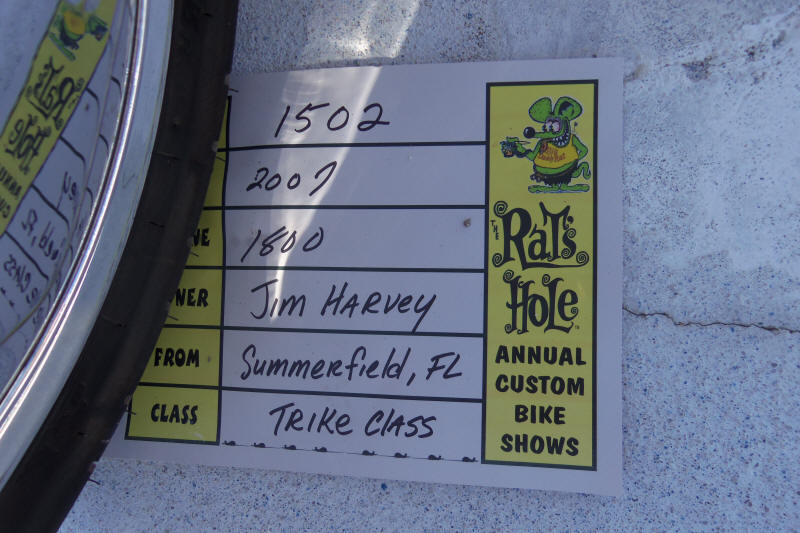 1502
2007
NE 1800
NER Jim Harvey
FROM Summerfield, FL
CLASS Trike Class
THE
RAT'S
HOLE
ANNUAL
CUSTOM
BIKE
SHOWS